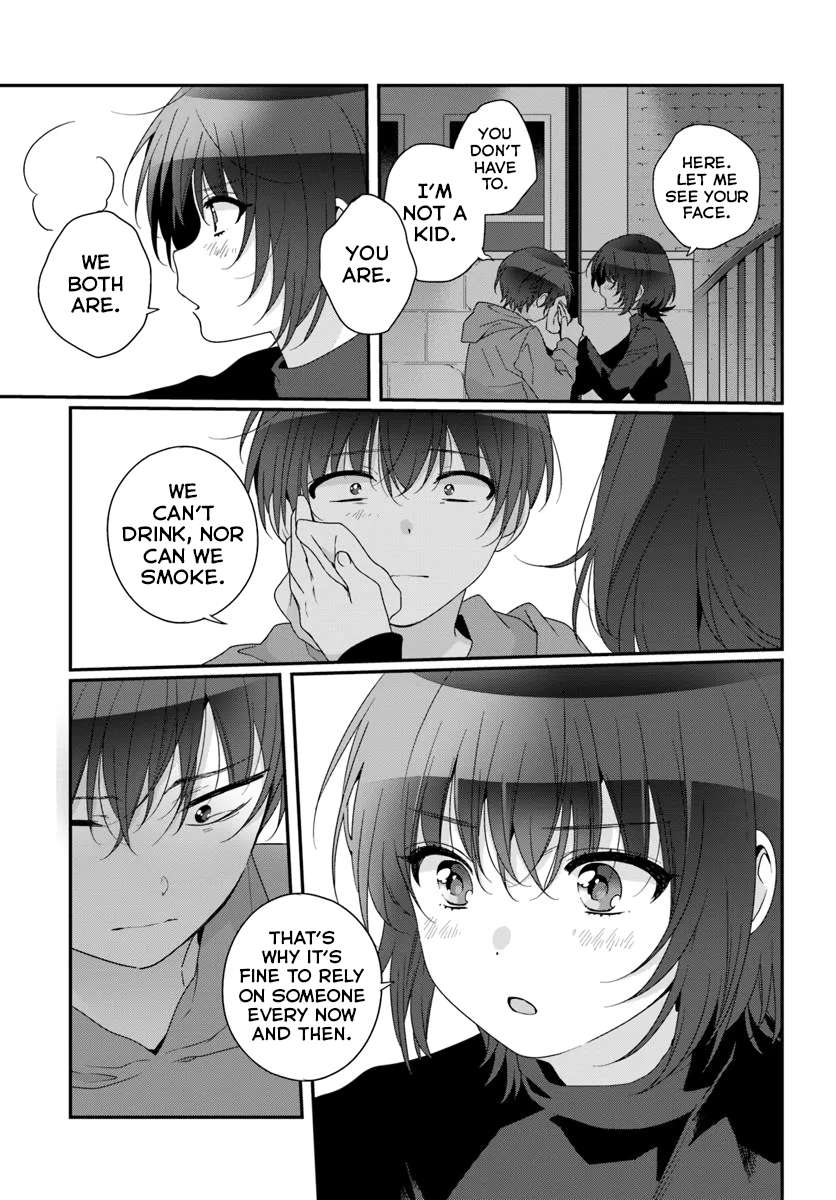 HERE.
LET ME
SEE YOUR
FACE.
YOU
DON'T
HAVE
TO.
I'M
NOT A
KID.
YOU
ARE.
WE
BOTH
ARE.
WE
CAN'T
DRINK, NOR
CAN WE
SMOKE.
THAT'S
WHY IT'S
FINE TO RELY
ON SOMEONE
EVERY NOW
AND THEN.